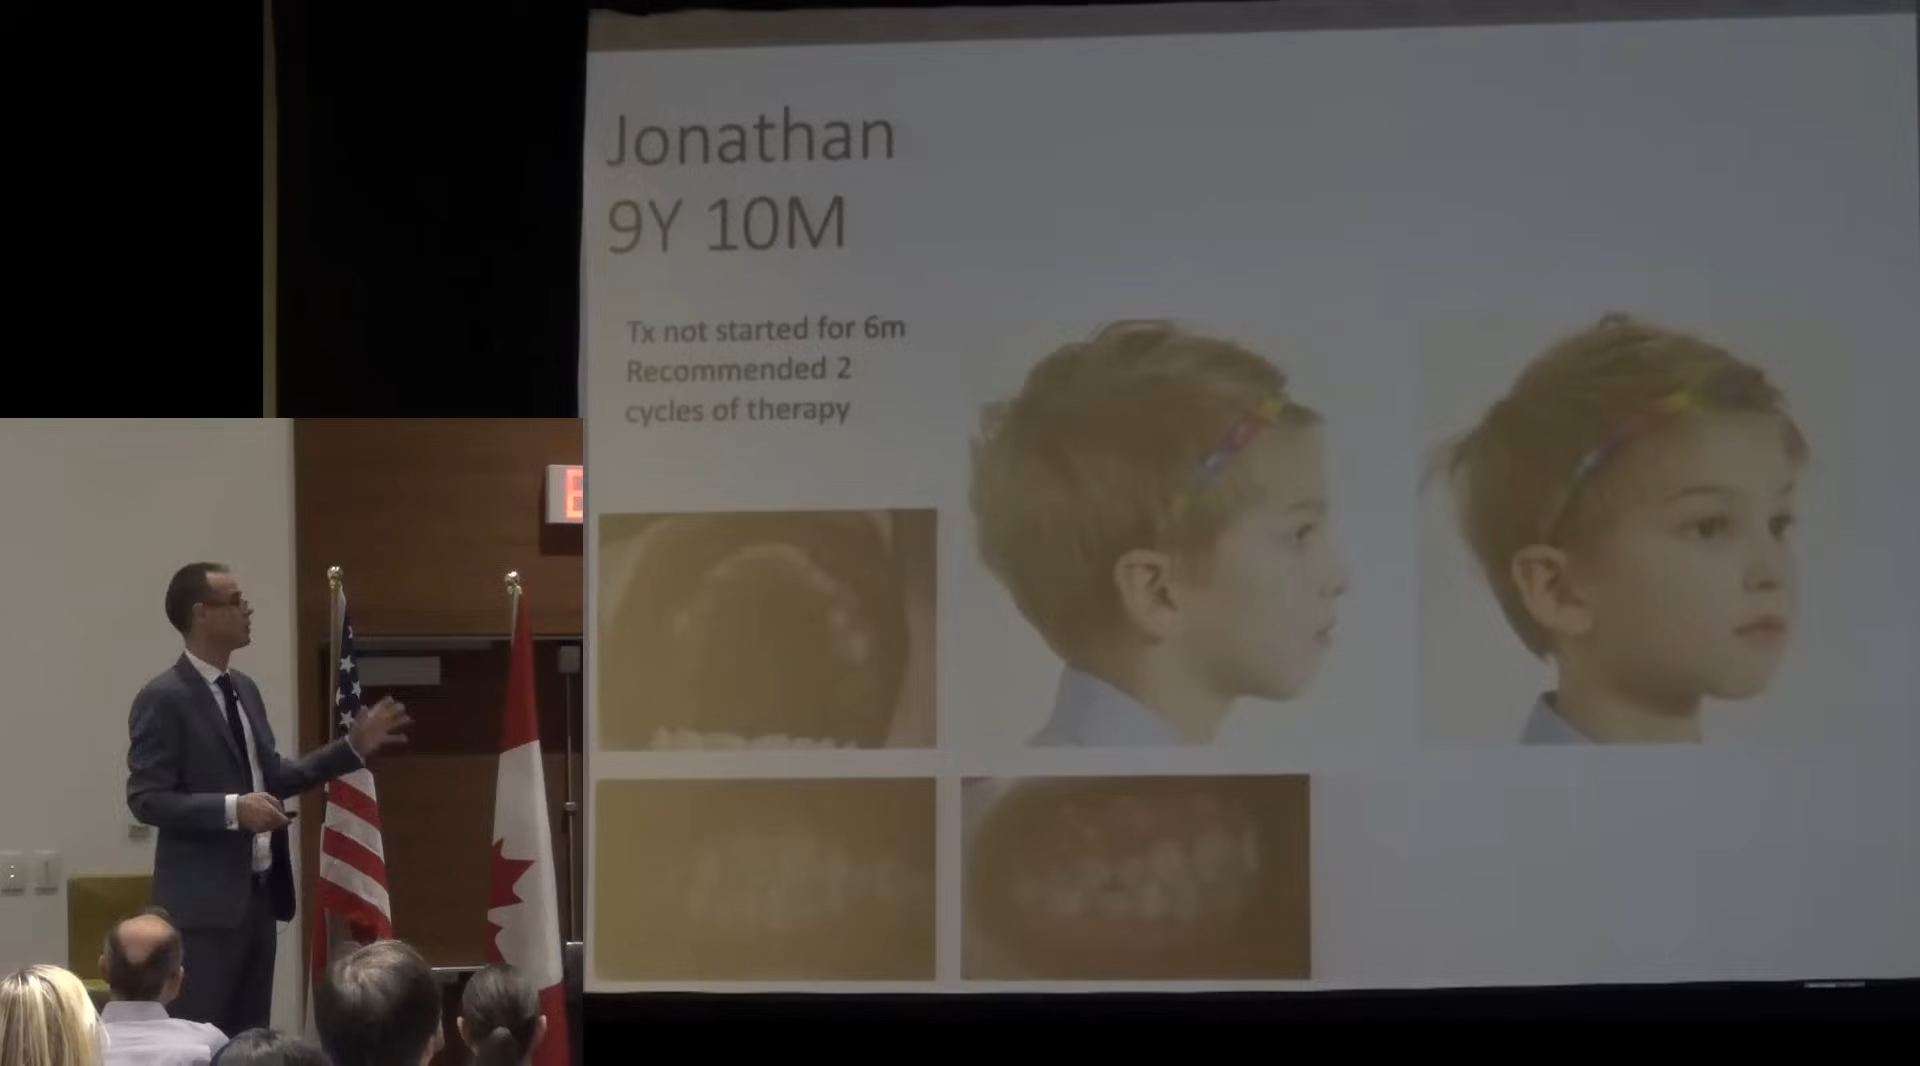 Jonathan
9Y 10M
Tx not started for 6m
Recommended 2
cycles of therapy
E